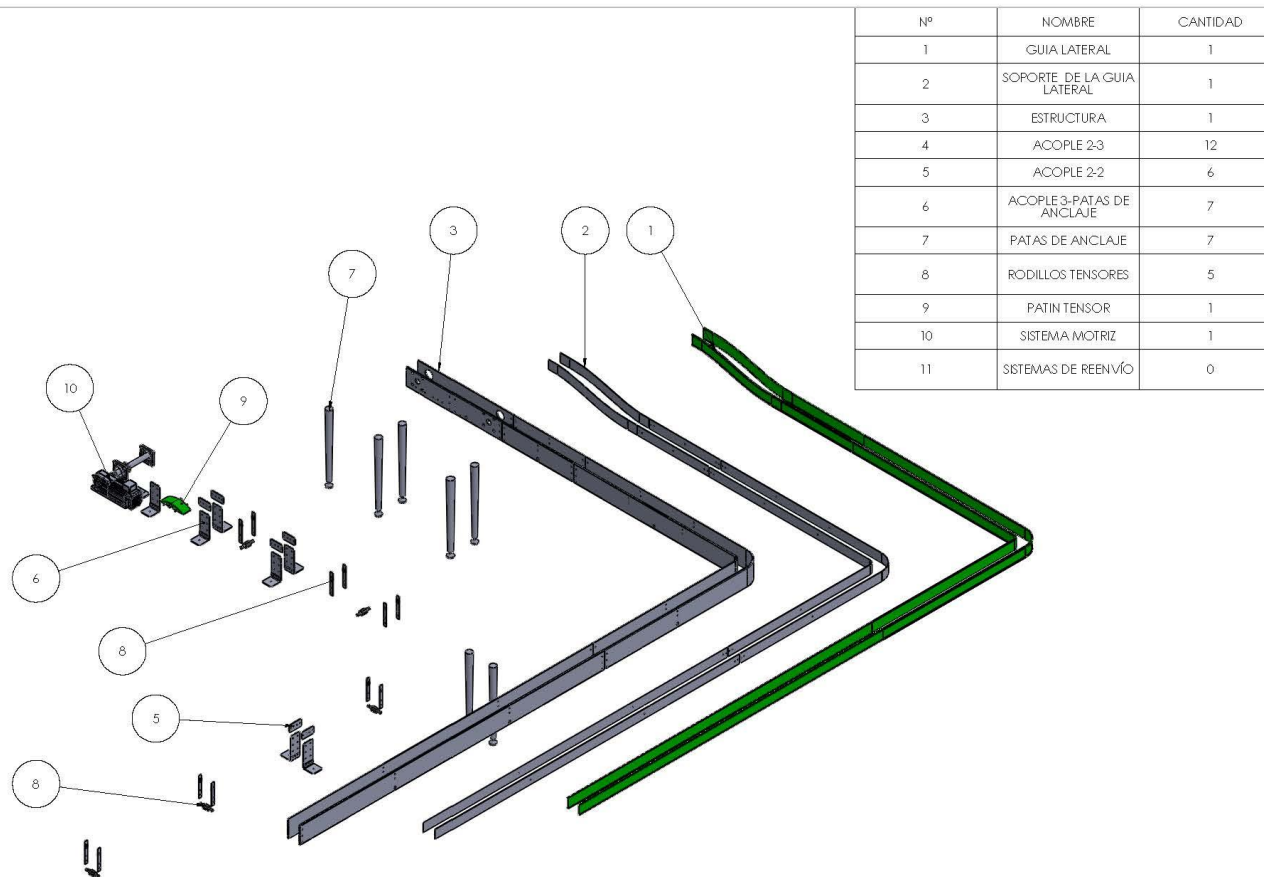 Nº NOMBRE CANTIDAD
1 GUIA LATERAL 1
2 SOPORTE DE LA GUIA
LATERAL 1
3 ESTRUCTURA 1
4 ACOPLE 2-3 12
5 ACOPLE 2-2 6
6 ACOPLE 3-PATAS DE
ANCLAJE 7
7 PATAS DE ANCLAJE 7
8 RODILLOS TENSORES 5
9 PATIN TENSOR 1
10 SISTEMA MOTRIZ 1
11 SISTEMAS DE REENVÍO 0
3
2
1
7
10
9
6
8
5
8